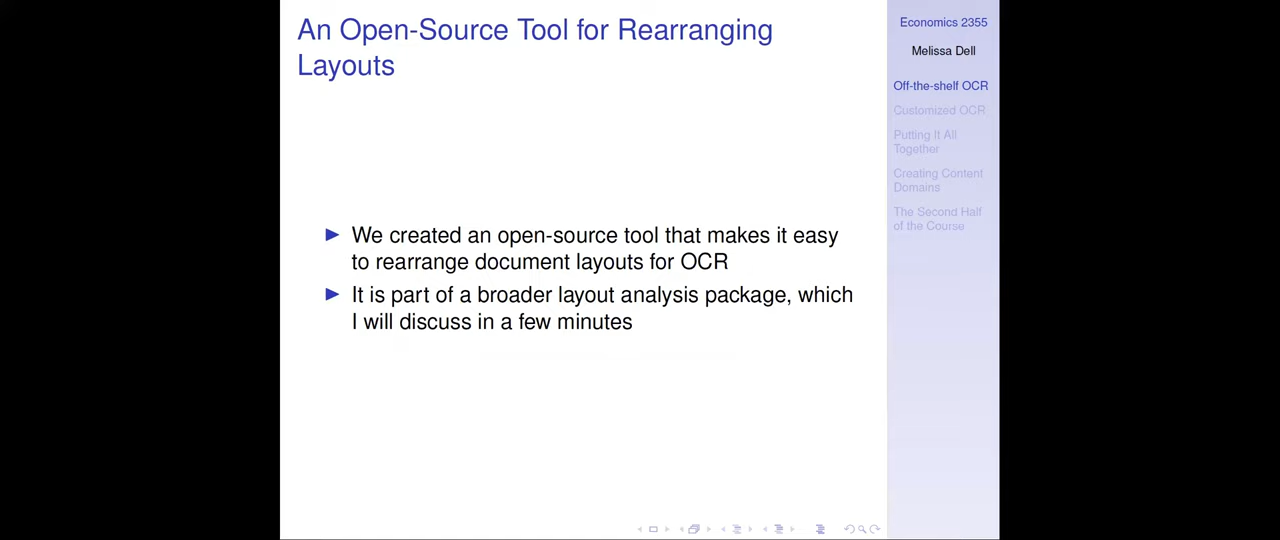 An Open-Source Tool for Rearranging
Layouts
We created an open-source tool that makes it easy
to rearrange document layouts for OCR
It is part of a broader layout analysis package, which
I will discuss in a few minutes
Economics 2355
Melissa Dell
Off-the-shelf OCR
Customized OCR
Putting It All
Together
Creating Content
Domains
The Second Half
of the Course